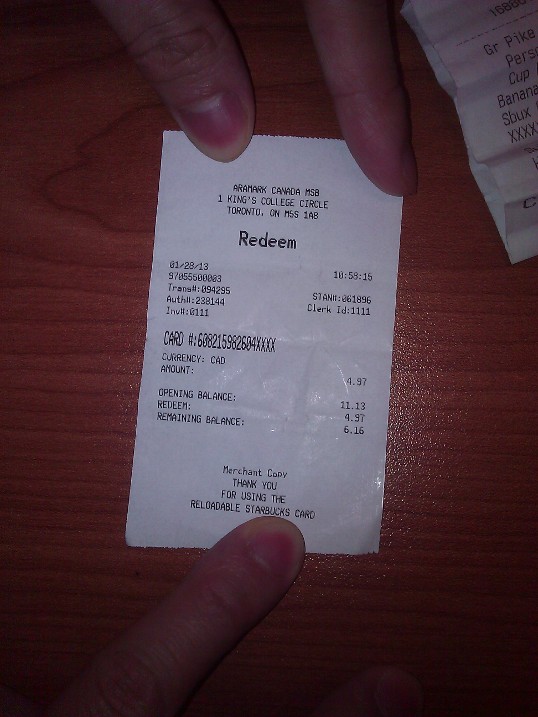 ARAMARK CANADA MSB
1 KING'S COLLEGE CIRCLE
TORONTO, ON M5S 1A8
Redeem
01/28/13 10:58:15
97055500003
Trans#:094295 STAN#:061896
Auth#:238144 Clerk Id:1111
Inv#:0111
CARD #:608215982604XXXX
CURRENCY: CAD
AMOUNT: 4.97
OPENING BALANCE: 11.13
REDEEM: 4.97
REMAINING BALANCE: 6.16
Merchant Copy
THANK YOU
FOR USING THE
RELOADABLE STARBUCKS CARD
Gr Pike
Pers
Cup
Banana
Sbux
XXXX